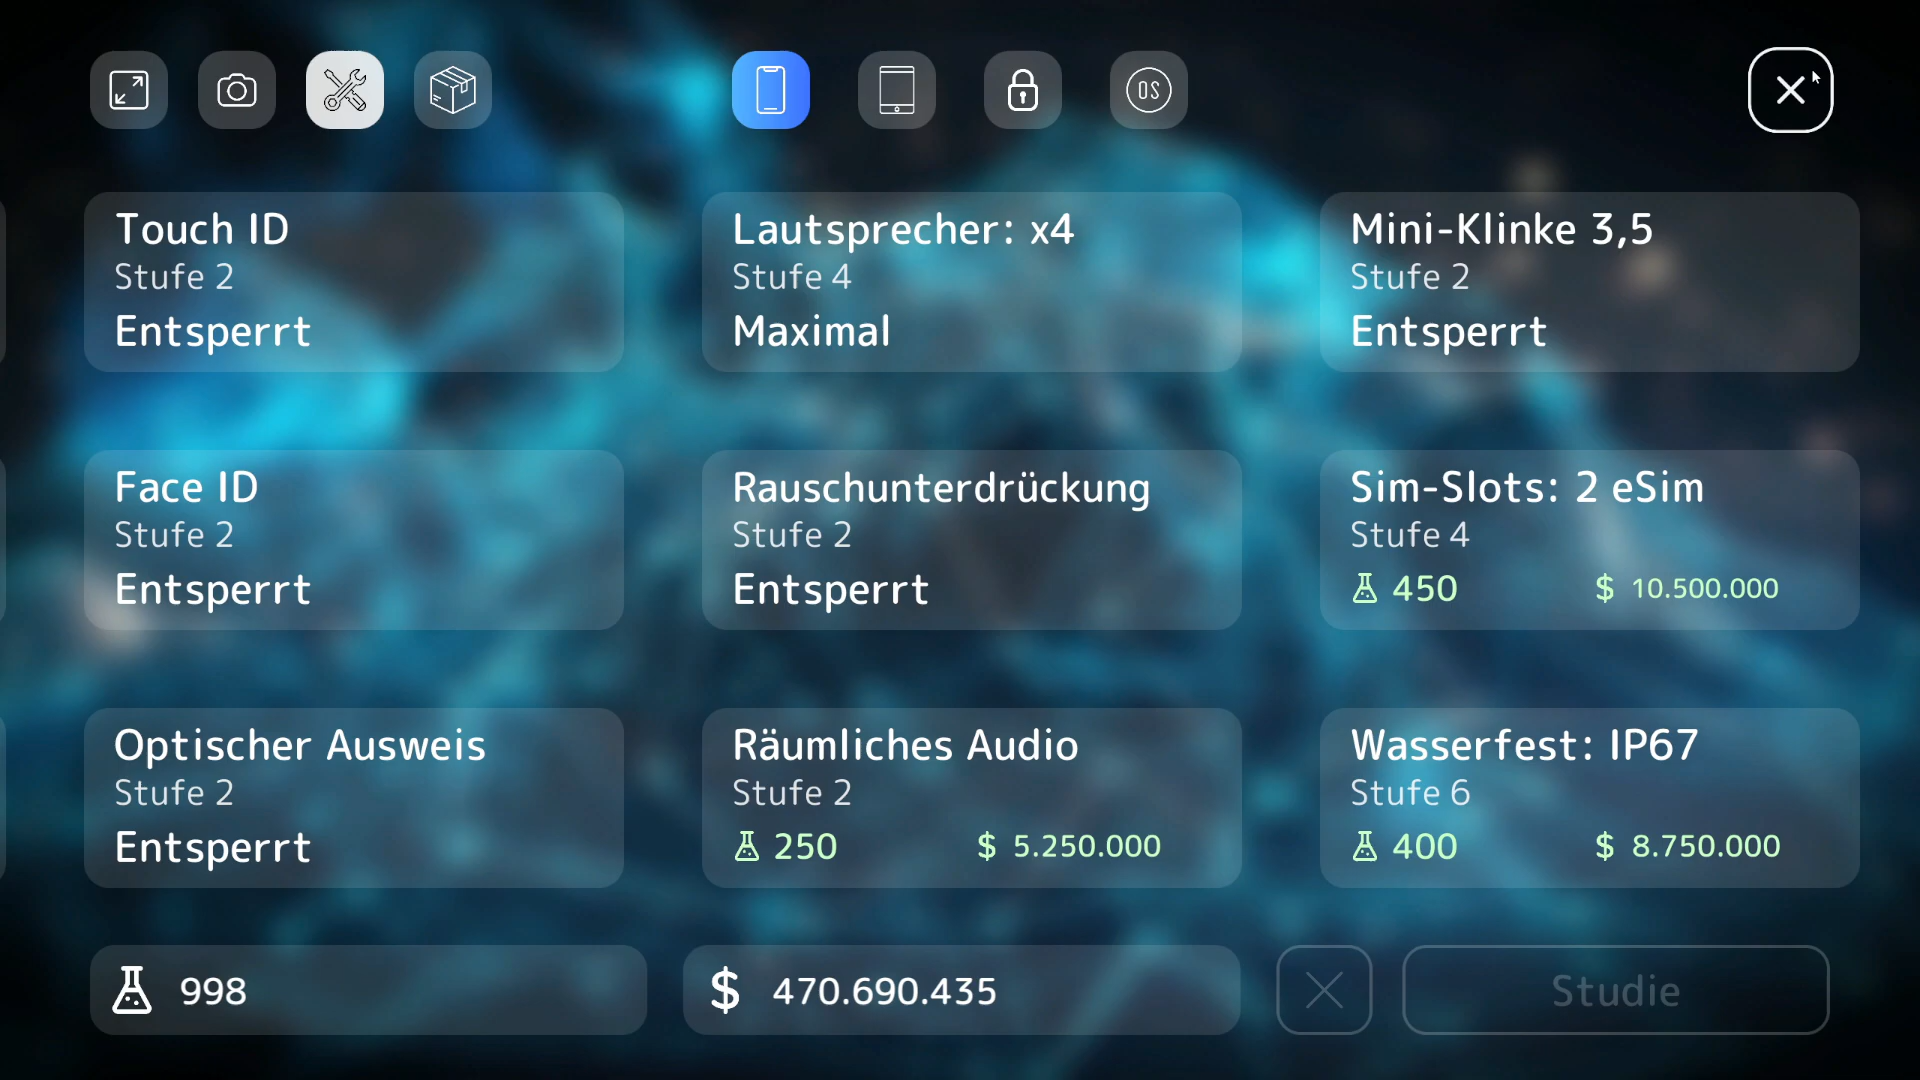 OS
Touch ID
Stufe 2
Entsperrt
Lautsprecher: x4
Stufe 4
Maximal
Mini-Klinke 3,5
Stufe 2
Entsperrt
Face ID
Stufe 2
Entsperrt
Rauschunterdrückung
Stufe 2
Entsperrt
Sim-Slots: 2 eSim
Stufe 4
450 $ 10.500.000
Optischer Ausweis
Stufe 2
Entsperrt
Räumliches Audio
Stufe 2
250 $ 5.250.000
Wasserfest: IP67
Stufe 6
400 $ 8.750.000
998
$ 470.690.435
Studie